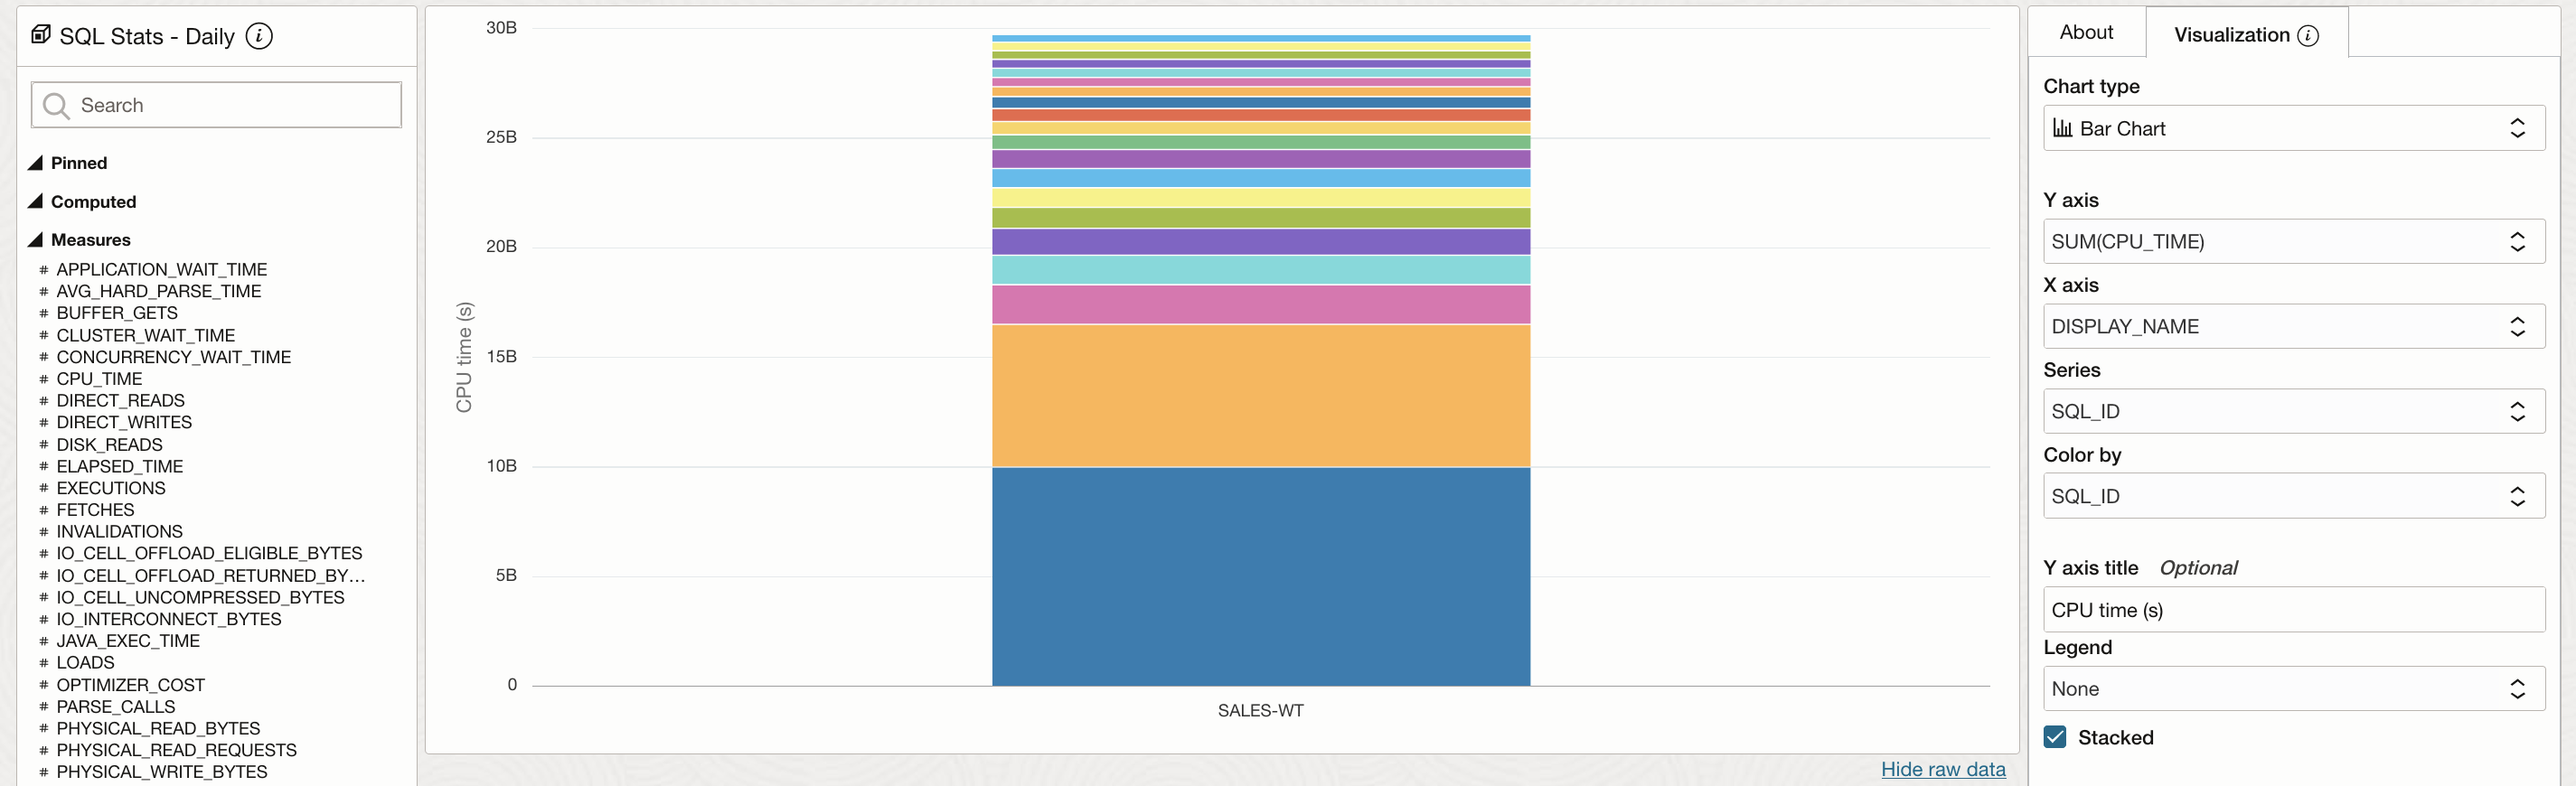 SQL Stats - Daily
Search
Pinned
Computed
Measures
# APPLICATION_WAIT_TIME
# AVG_HARD_PARSE_TIME
# BUFFER_GETS
# CLUSTER_WAIT_TIME
# CONCURRENCY_WAIT_TIME
# CPU_TIME
# DIRECT_READS
# DIRECT_WRITES
# DISK_READS
# ELAPSED_TIME
# EXECUTIONS
# FETCHES
# INVALIDATIONS
# IO_CELL_OFFLOAD_ELIGIBLE_BYTES
# IO_CELL_OFFLOAD_RETURNED_BY...
# IO_CELL_UNCOMPRESSED_BYTES
# IO_INTERCONNECT_BYTES
# JAVA_EXEC_TIME
# LOADS
# OPTIMIZER_COST
# PARSE_CALLS
# PHYSICAL_READ_BYTES
# PHYSICAL_READ_REQUESTS
# PHYSICAL_WRITE_BYTES
CPU time (s)
30B
25B
20B
15B
10B
5B
0
SALES-WT
Hide raw data
About
Visualization
Chart type
Bar Chart
Y axis
SUM(CPU_TIME)
X axis
DISPLAY_NAME
Series
SQL_ID
Color by
SQL_ID
Y axis title Optional
CPU time (s)
Legend
None
Stacked